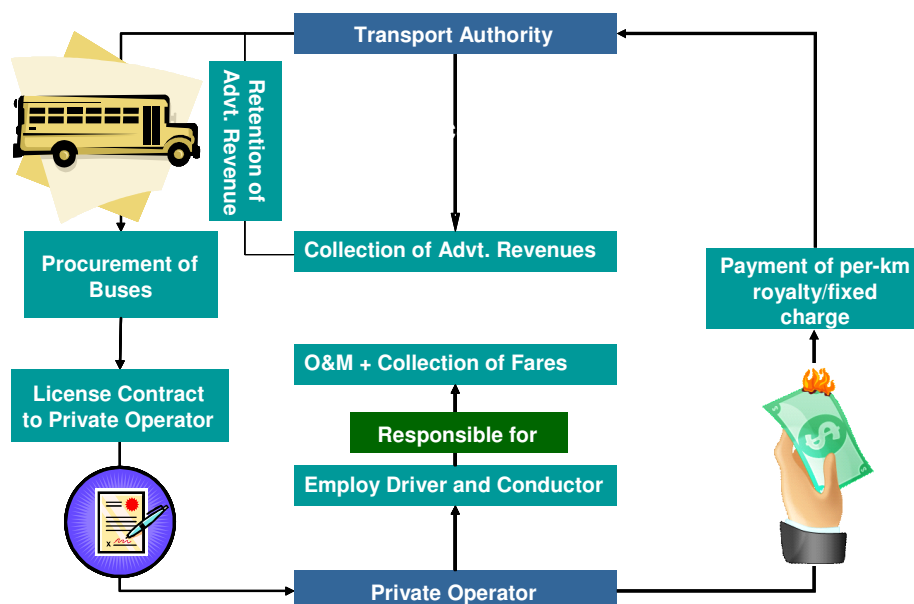 Transport Authority
Retention of
Advt. Revenue
Collection of Advt. Revenues
Procurement of
Buses
Payment of per-km
royalty/fixed
charge
O&M + Collection of Fares
License Contract
to Private Operator
Responsible for
Employ Driver and Conductor
Private Operator